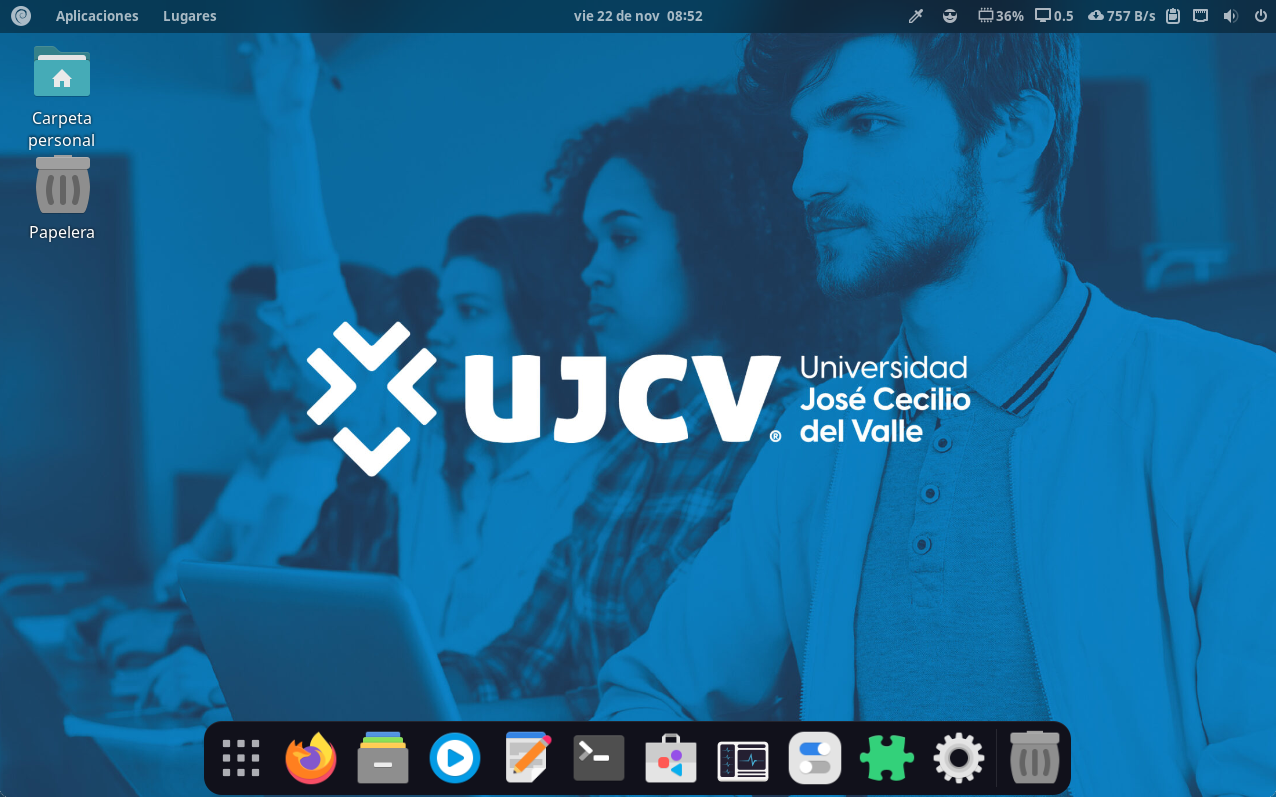 Aplicaciones Lugares vie 22 de nov 08:52 36% 0.5 757 B/s
Carpeta
personal
Papelera
UJCV®
Universidad
José Cecilio
del Valle